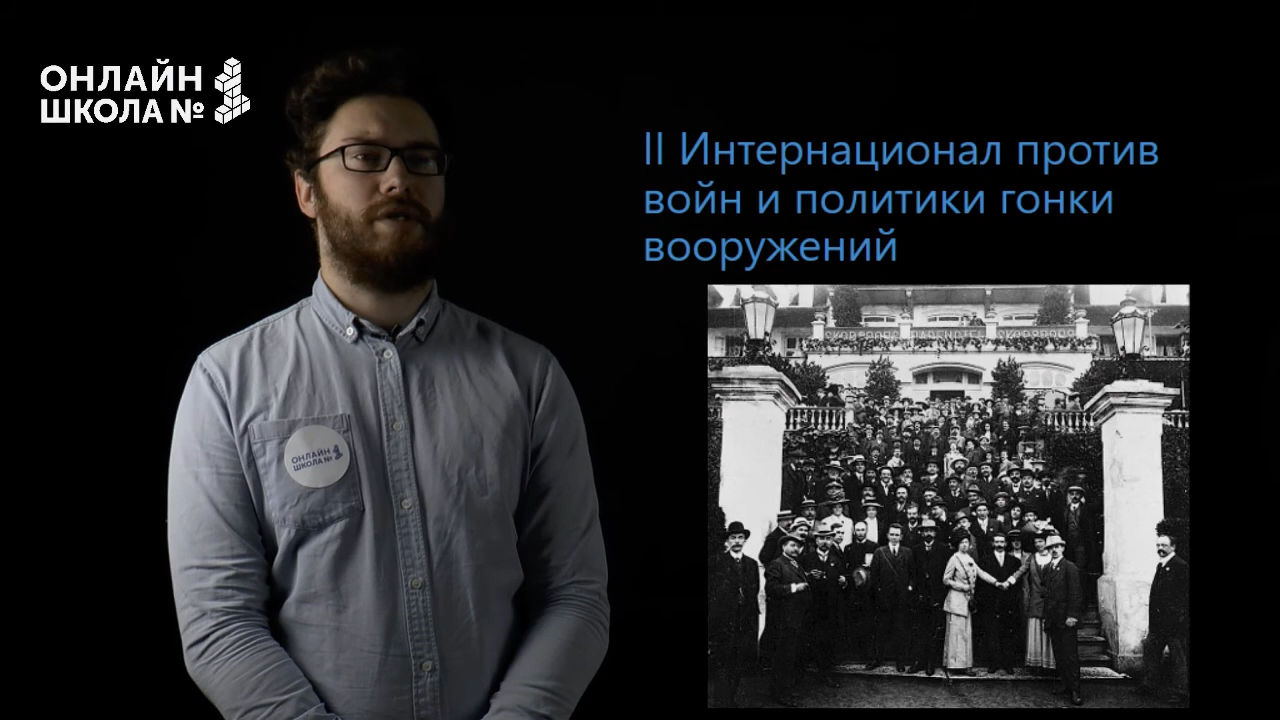 ОНЛАЙН
ШКОЛА №
II Интернационал против
войн и политики гонки
вооружений
ОНЛАЙН
ШКОЛА №